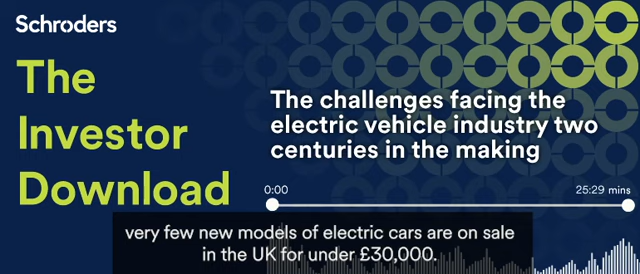 Schroders
The
Investor
Download
The challenges facing the
electric vehicle industry two
centuries in the making
0:00
25:29 mins
very few new models of electric cars are on sale
in the UK for under £30,000.